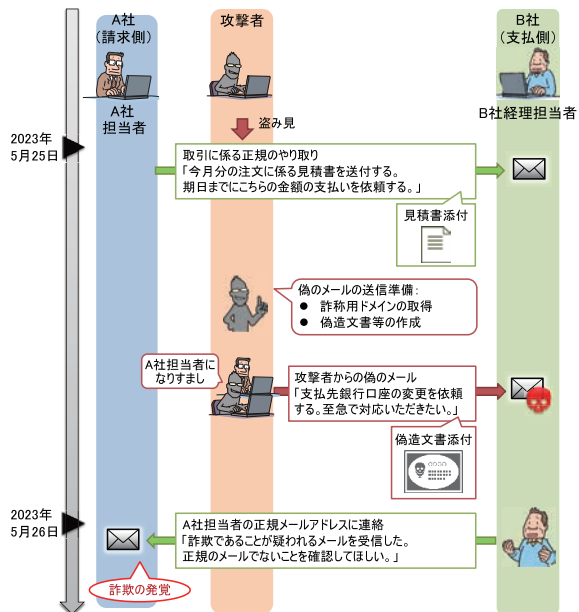 A社
(請求側)
攻撃者
B社
(支払側)
A社
担当者
B社経理担当者
2023年
5月25日
盗み見
取引に係る正規のやり取り
「今月分の注文に係る見積書を送付する。
期日までにこちらの金額の支払いを依頼する。」
見積書添付
偽のメールの送信準備:
● 詐称用ドメインの取得
● 偽造文書等の作成
A社担当者に
なりすまし
攻撃者からの偽のメール
「支払先銀行口座の変更を依頼
する。至急で対応いただきたい。」
偽造文書添付
2023年
5月26日
A社担当者の正規メールアドレスに連絡
「詐欺であることが疑われるメールを受信した。
正規のメールでないことを確認してほしい。」
詐欺の発覚